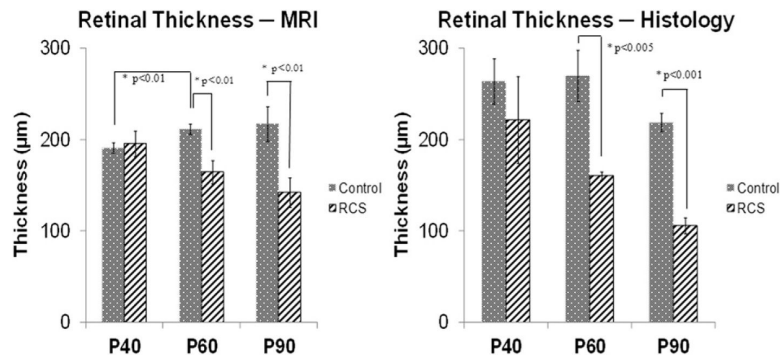 Retinal Thickness — MRI
Thickness (µm)
300
200
100
0
* p<0.01
* p<0.01
* p<0.01
Control
RCS
P40 P60 P90
Retinal Thickness — Histology
Thickness (µm)
300
200
100
0
* p<0.005
* p<0.001
Control
RCS
P40 P60 P90